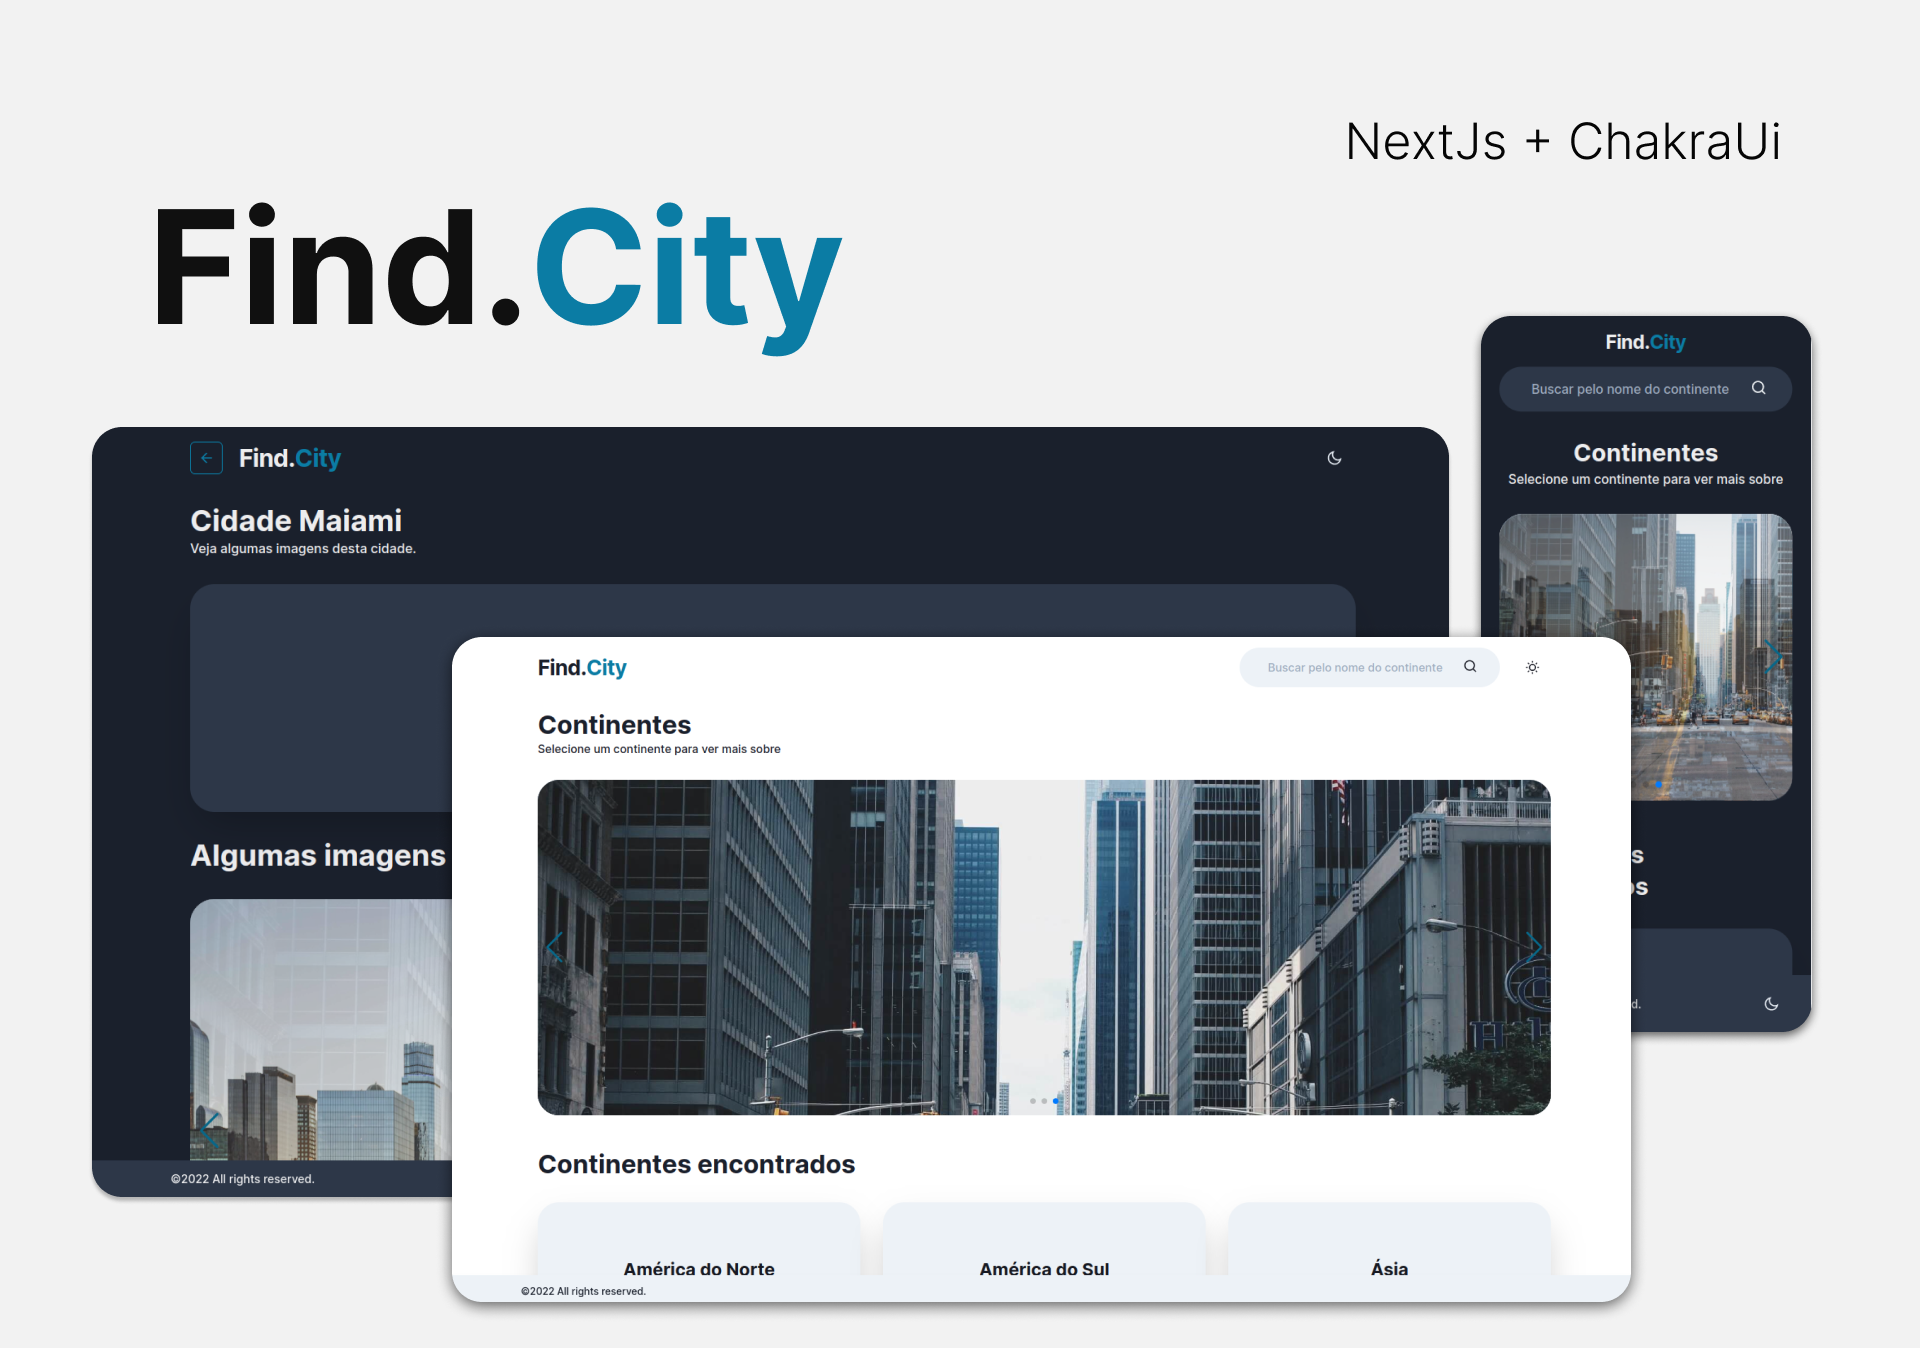 NextJs + ChakraUi
Find.City
Find.City
Cidade Maiami
Veja algumas imagens desta cidade.
Algumas imagens
©2022 All rights reserved.
Find.City
Buscar pelo nome do continente
Continentes
Selecione um continente para ver mais sobre
Continentes encontrados
América do Norte
América do Sul
Ásia
©2022 All rights reserved.
Find.City
Buscar pelo nome do continente
Continentes
Selecione um continente para ver mais sobre
s
os
d.